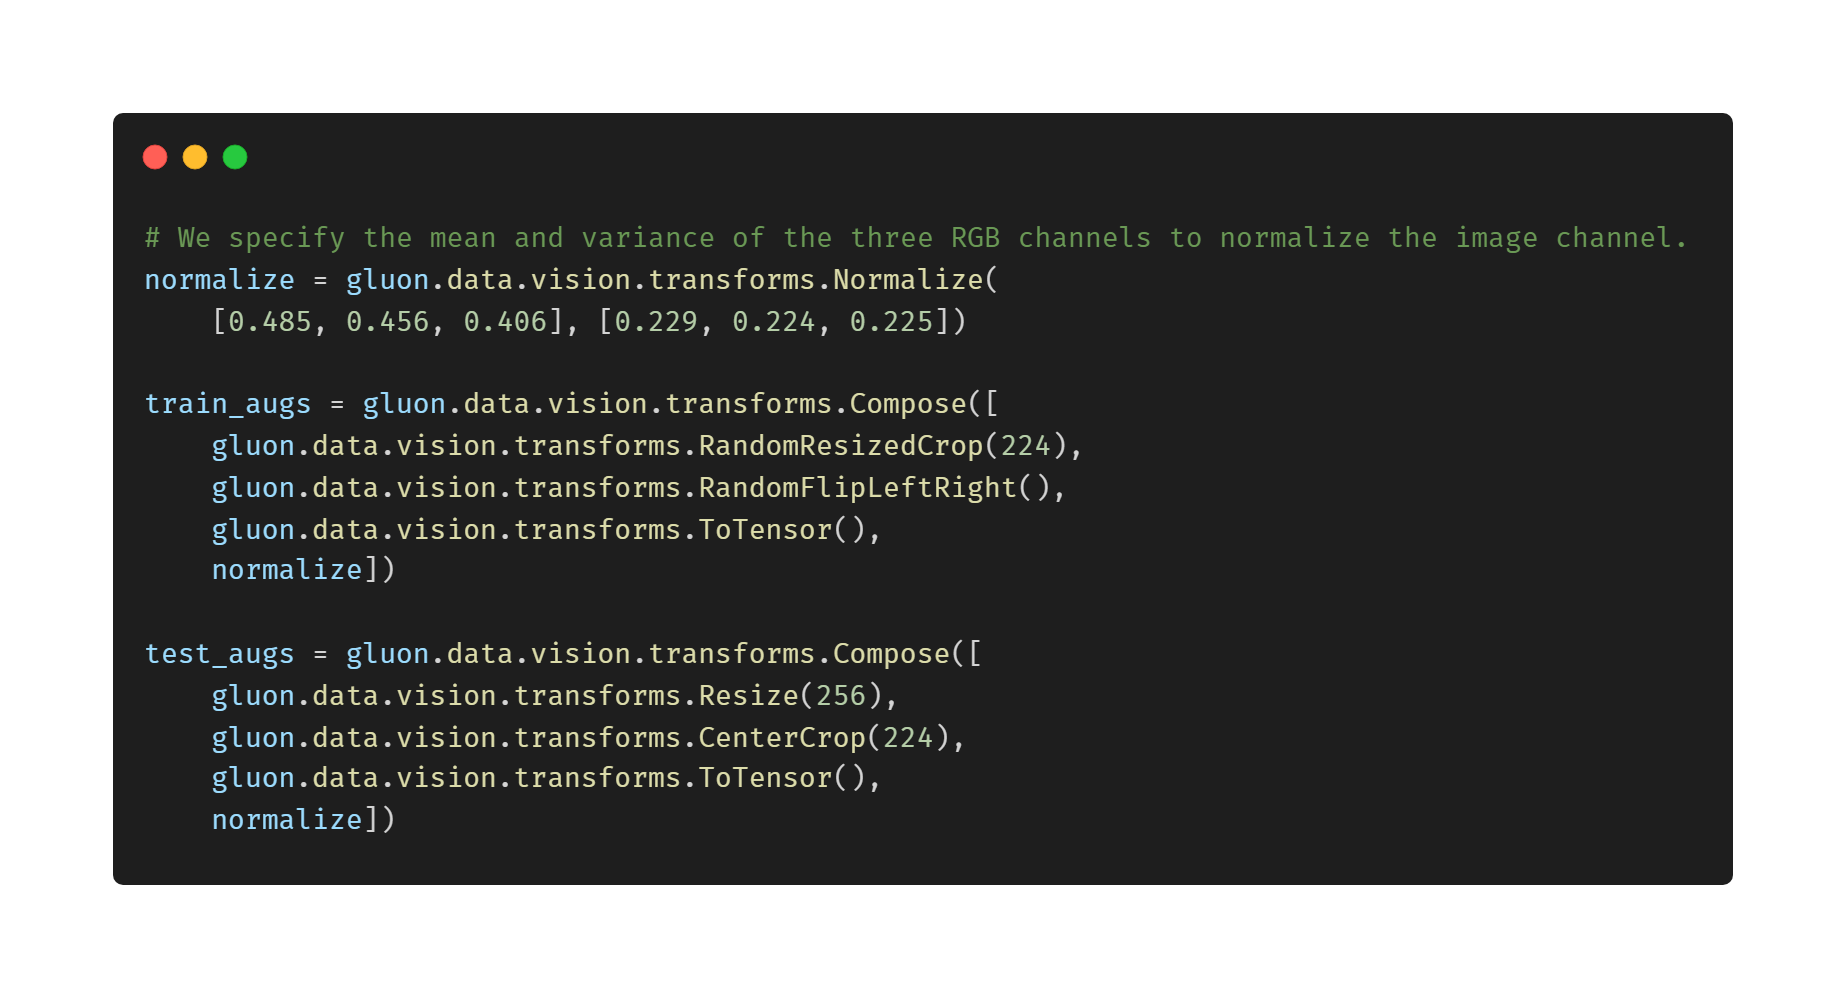 # We specify the mean and variance of the three RGB channels to normalize the image channel.
normalize = gluon.data.vision.transforms.Normalize(
    [0.485, 0.456, 0.406], [0.229, 0.224, 0.225])

train_augs = gluon.data.vision.transforms.Compose([
    gluon.data.vision.transforms.RandomResizedCrop(224),
    gluon.data.vision.transforms.RandomFlipLeftRight(),
    gluon.data.vision.transforms.ToTensor(),
    normalize])

test_augs = gluon.data.vision.transforms.Compose([
    gluon.data.vision.transforms.Resize(256),
    gluon.data.vision.transforms.CenterCrop(224),
    gluon.data.vision.transforms.ToTensor(),
    normalize])